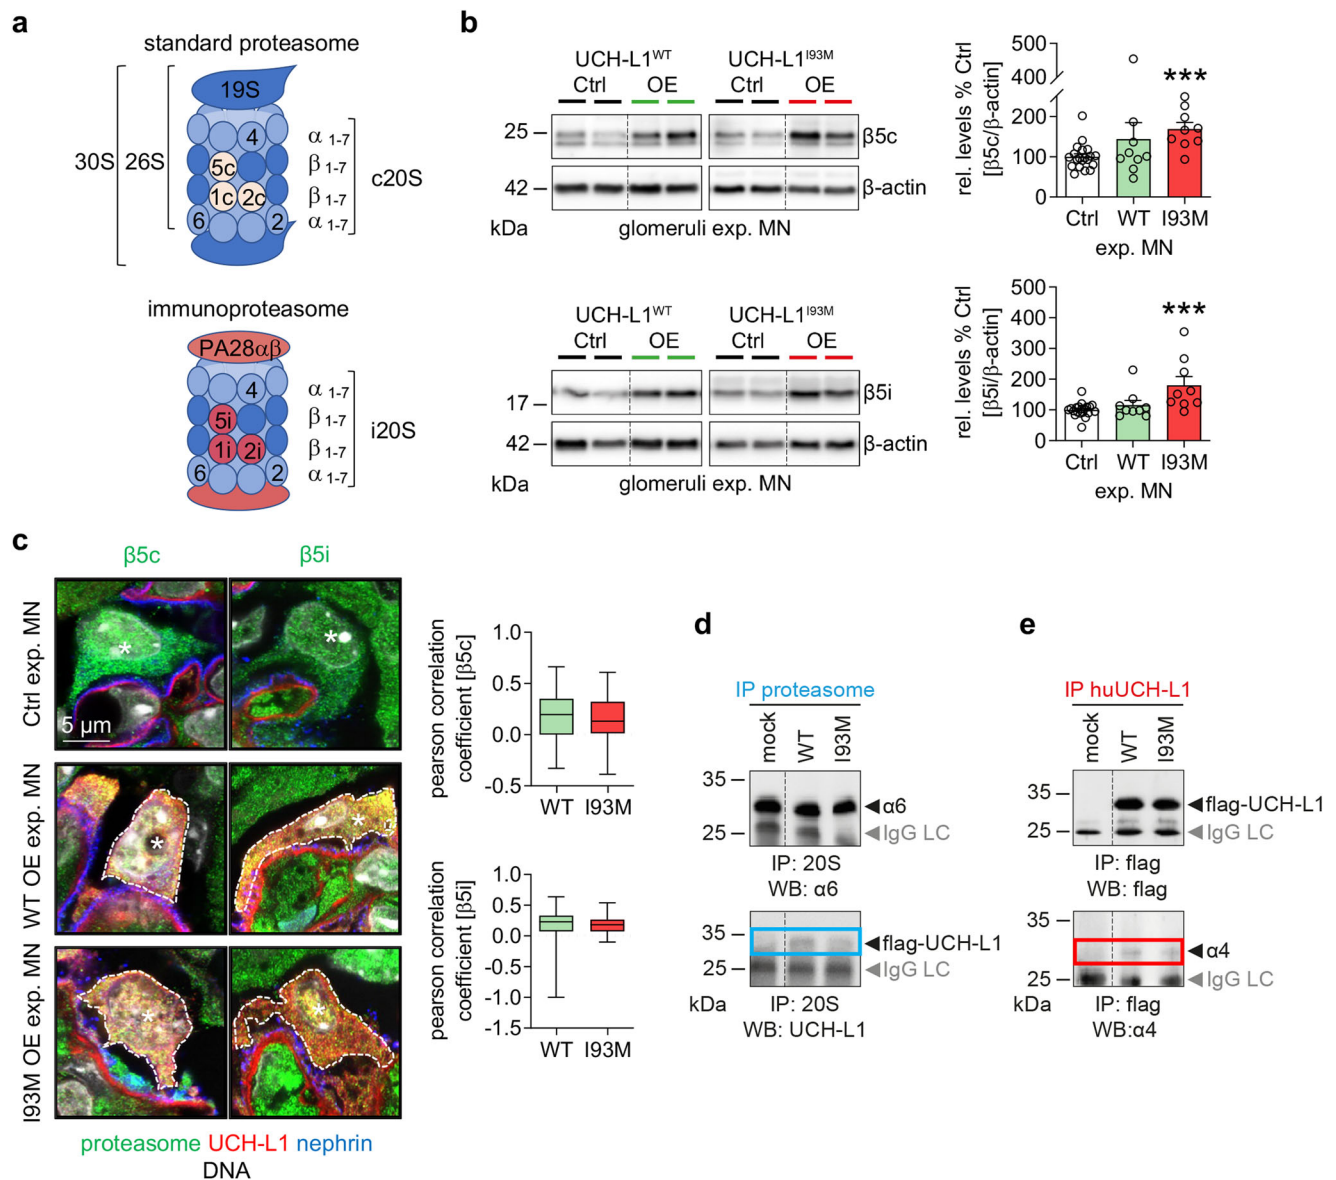 a
standard proteasome
19S
4
5c
1c 2c
6 2
30S 26S
α 1-7
β 1-7
β 1-7
α 1-7
c20S
immunoproteasome
PA28αβ
4
5i
1i 2i
6 2
α 1-7
β 1-7
β 1-7
α 1-7
i20S
b
UCH-L1WT UCH-L1I93M
Ctrl OE Ctrl OE
25 β5c
42 β-actin
kDa glomeruli exp. MN
rel. levels % Ctrl
[β5c/β-actin]
500
400
200
100
0
***
Ctrl WT I93M
exp. MN
UCH-L1WT UCH-L1I93M
Ctrl OE Ctrl OE
17 β5i
42 β-actin
kDa glomeruli exp. MN
rel. levels % Ctrl
[β5i/β-actin]
500
400
300
200
100
0
***
Ctrl WT I93M
exp. MN
c
β5c β5i
Ctrl exp. MN
* *
5 µm
WT OE exp. MN
* *
I93M OE exp. MN
* *
proteasome UCH-L1 nephrin
DNA
pearson correlation
coefficient [β5c]
1.0
0.5
0.0
-0.5
WT I93M
pearson correlation
coefficient [β5i]
1.0
0.5
0.0
-0.5
-1.0
-1.5
WT I93M
d
IP proteasome
mock WT I93M
35
25
α6
IgG LC
IP: 20S
WB: α6
35
25
flag-UCH-L1
IgG LC
kDa
IP: 20S
WB: UCH-L1
e
IP huUCH-L1
mock WT I93M
35
25
flag-UCH-L1
IgG LC
IP: flag
WB: flag
35
25
α4
IgG LC
kDa
IP: flag
WB:α4